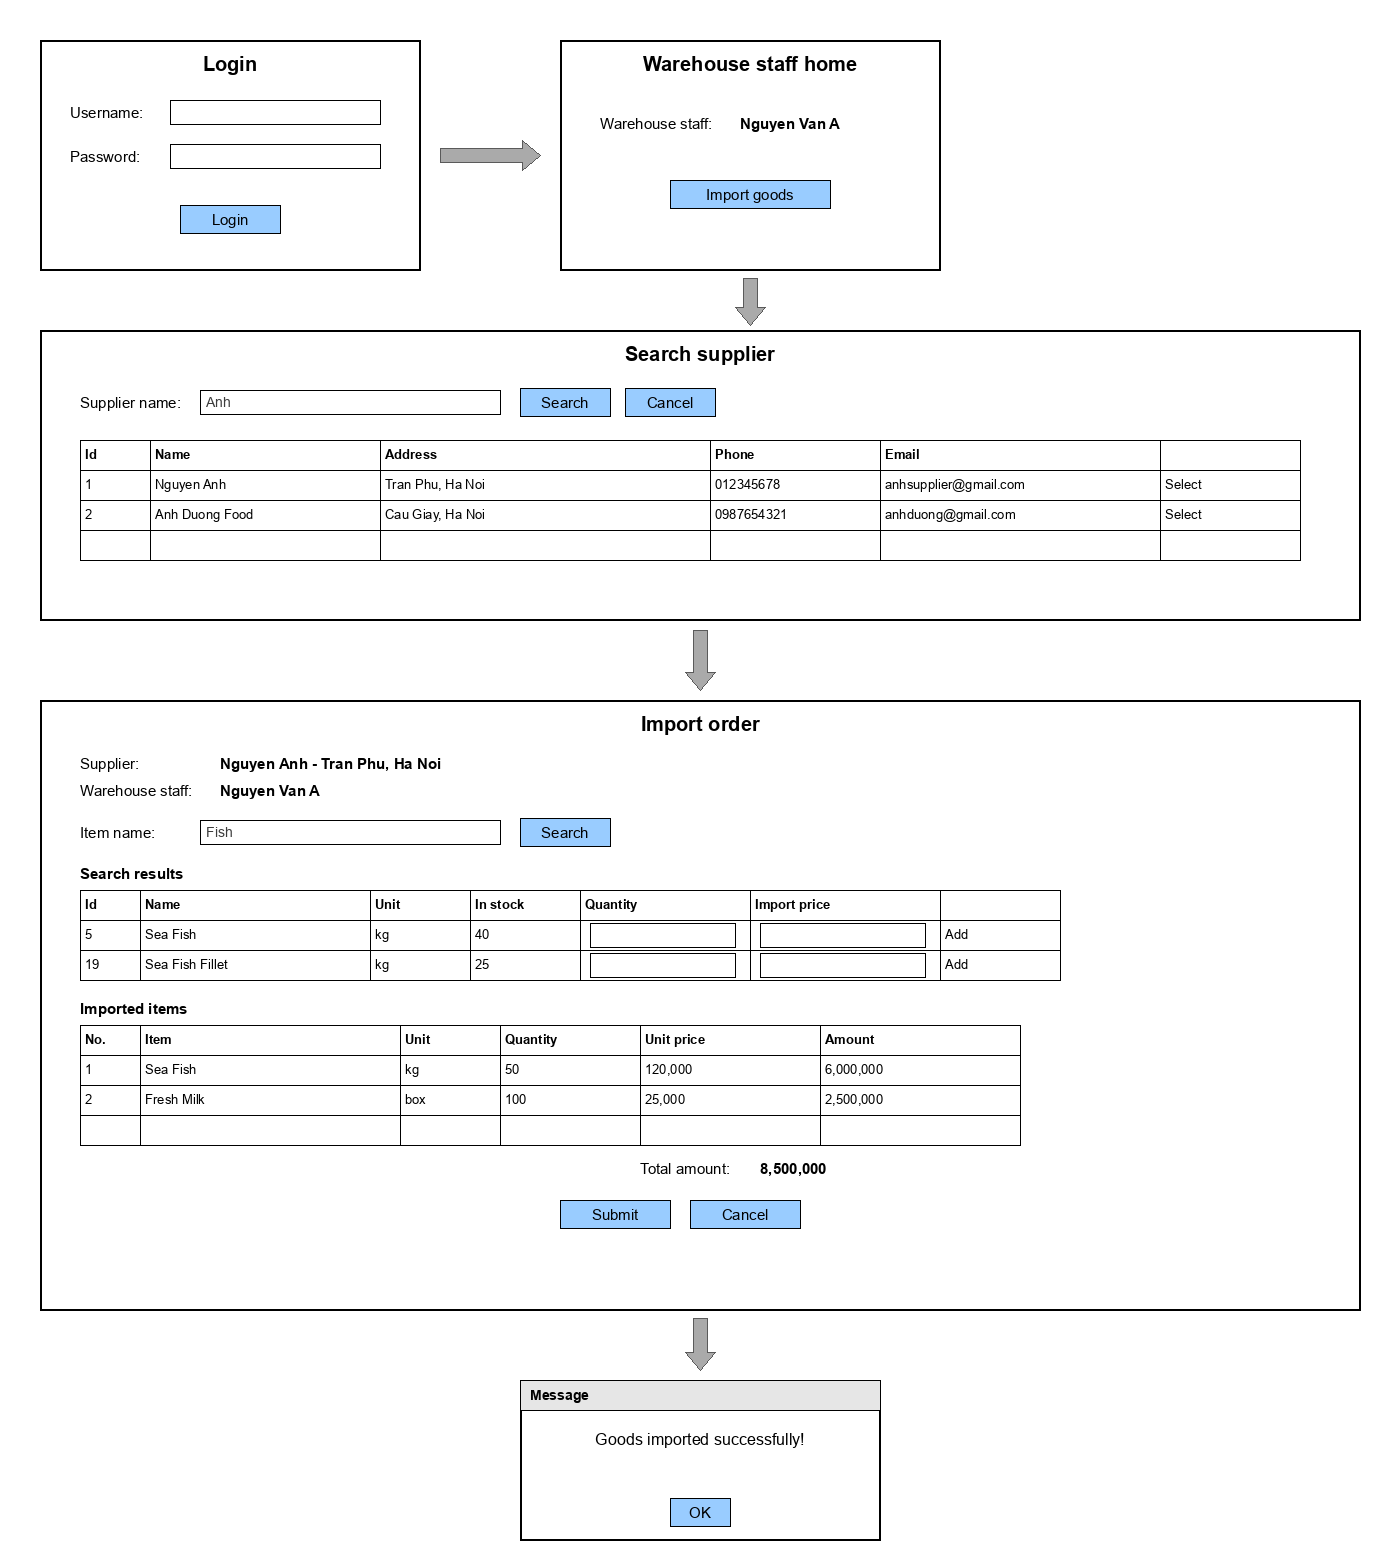 Login
Username:
Password:
Login
Warehouse staff home
Warehouse staff: Nguyen Van A
Import goods
Search supplier
Supplier name: Anh Search Cancel
Id Name Address Phone Email
1 Nguyen Anh Tran Phu, Ha Noi 012345678 anhsupplier@gmail.com Select
2 Anh Duong Food Cau Giay, Ha Noi 0987654321 anhduong@gmail.com Select
Import order
Supplier: Nguyen Anh - Tran Phu, Ha Noi
Warehouse staff: Nguyen Van A
Item name: Fish Search
Search results
Id Name Unit In stock Quantity Import price
5 Sea Fish kg 40 Add
19 Sea Fish Fillet kg 25 Add
Imported items
No. Item Unit Quantity Unit price Amount
1 Sea Fish kg 50 120,000 6,000,000
2 Fresh Milk box 100 25,000 2,500,000
Total amount: 8,500,000
Submit Cancel
Message
Goods imported successfully!
OK